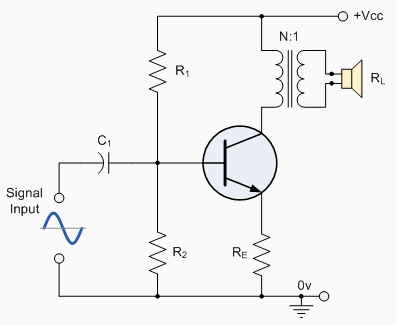 +Vcc
N:1
R1
RL
C1
Signal
Input
R2
RE
0v